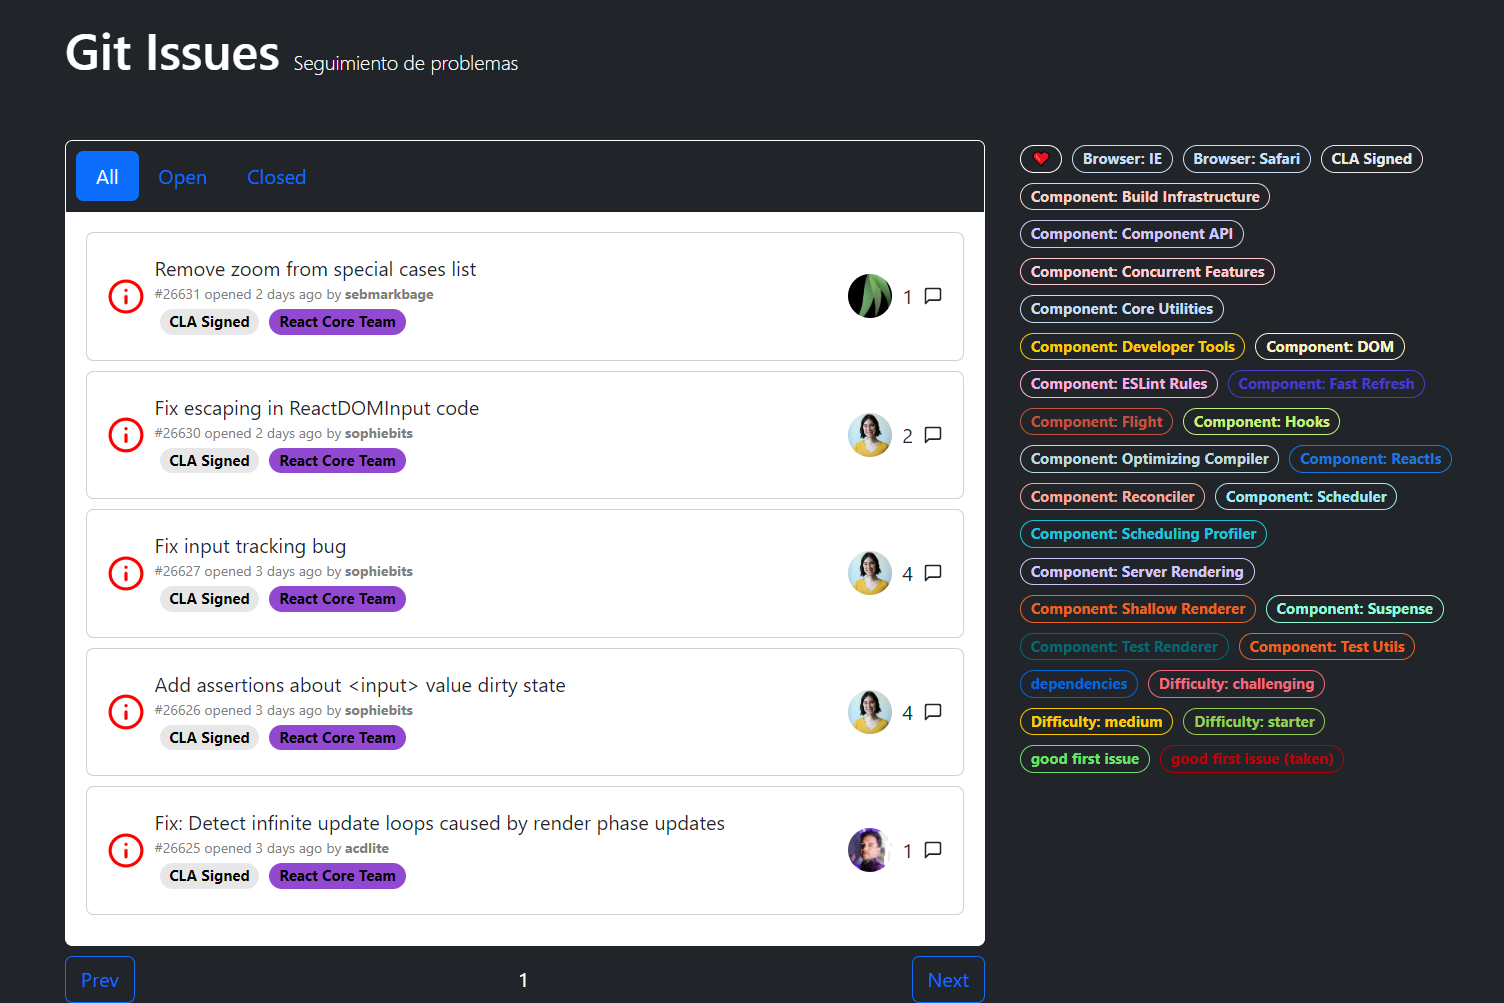 Git Issues Seguimiento de problemas
All Open Closed
Remove zoom from special cases list
#26631 opened 2 days ago by sebmarkbage
CLA Signed React Core Team
1
Fix escaping in ReactDOMInput code
#26630 opened 2 days ago by sophiebits
CLA Signed React Core Team
2
Fix input tracking bug
#26627 opened 3 days ago by sophiebits
CLA Signed React Core Team
4
Add assertions about <input> value dirty state
#26626 opened 3 days ago by sophiebits
CLA Signed React Core Team
4
Fix: Detect infinite update loops caused by render phase updates
#26625 opened 3 days ago by acdlite
CLA Signed React Core Team
1
Prev 1 Next
❤️ Browser: IE Browser: Safari CLA Signed
Component: Build Infrastructure
Component: Component API
Component: Concurrent Features
Component: Core Utilities
Component: Developer Tools Component: DOM
Component: ESLint Rules Component: Fast Refresh
Component: Flight Component: Hooks
Component: Optimizing Compiler Component: ReactIs
Component: Reconciler Component: Scheduler
Component: Scheduling Profiler
Component: Server Rendering
Component: Shallow Renderer Component: Suspense
Component: Test Renderer Component: Test Utils
dependencies Difficulty: challenging
Difficulty: medium Difficulty: starter
good first issue good first issue (taken)